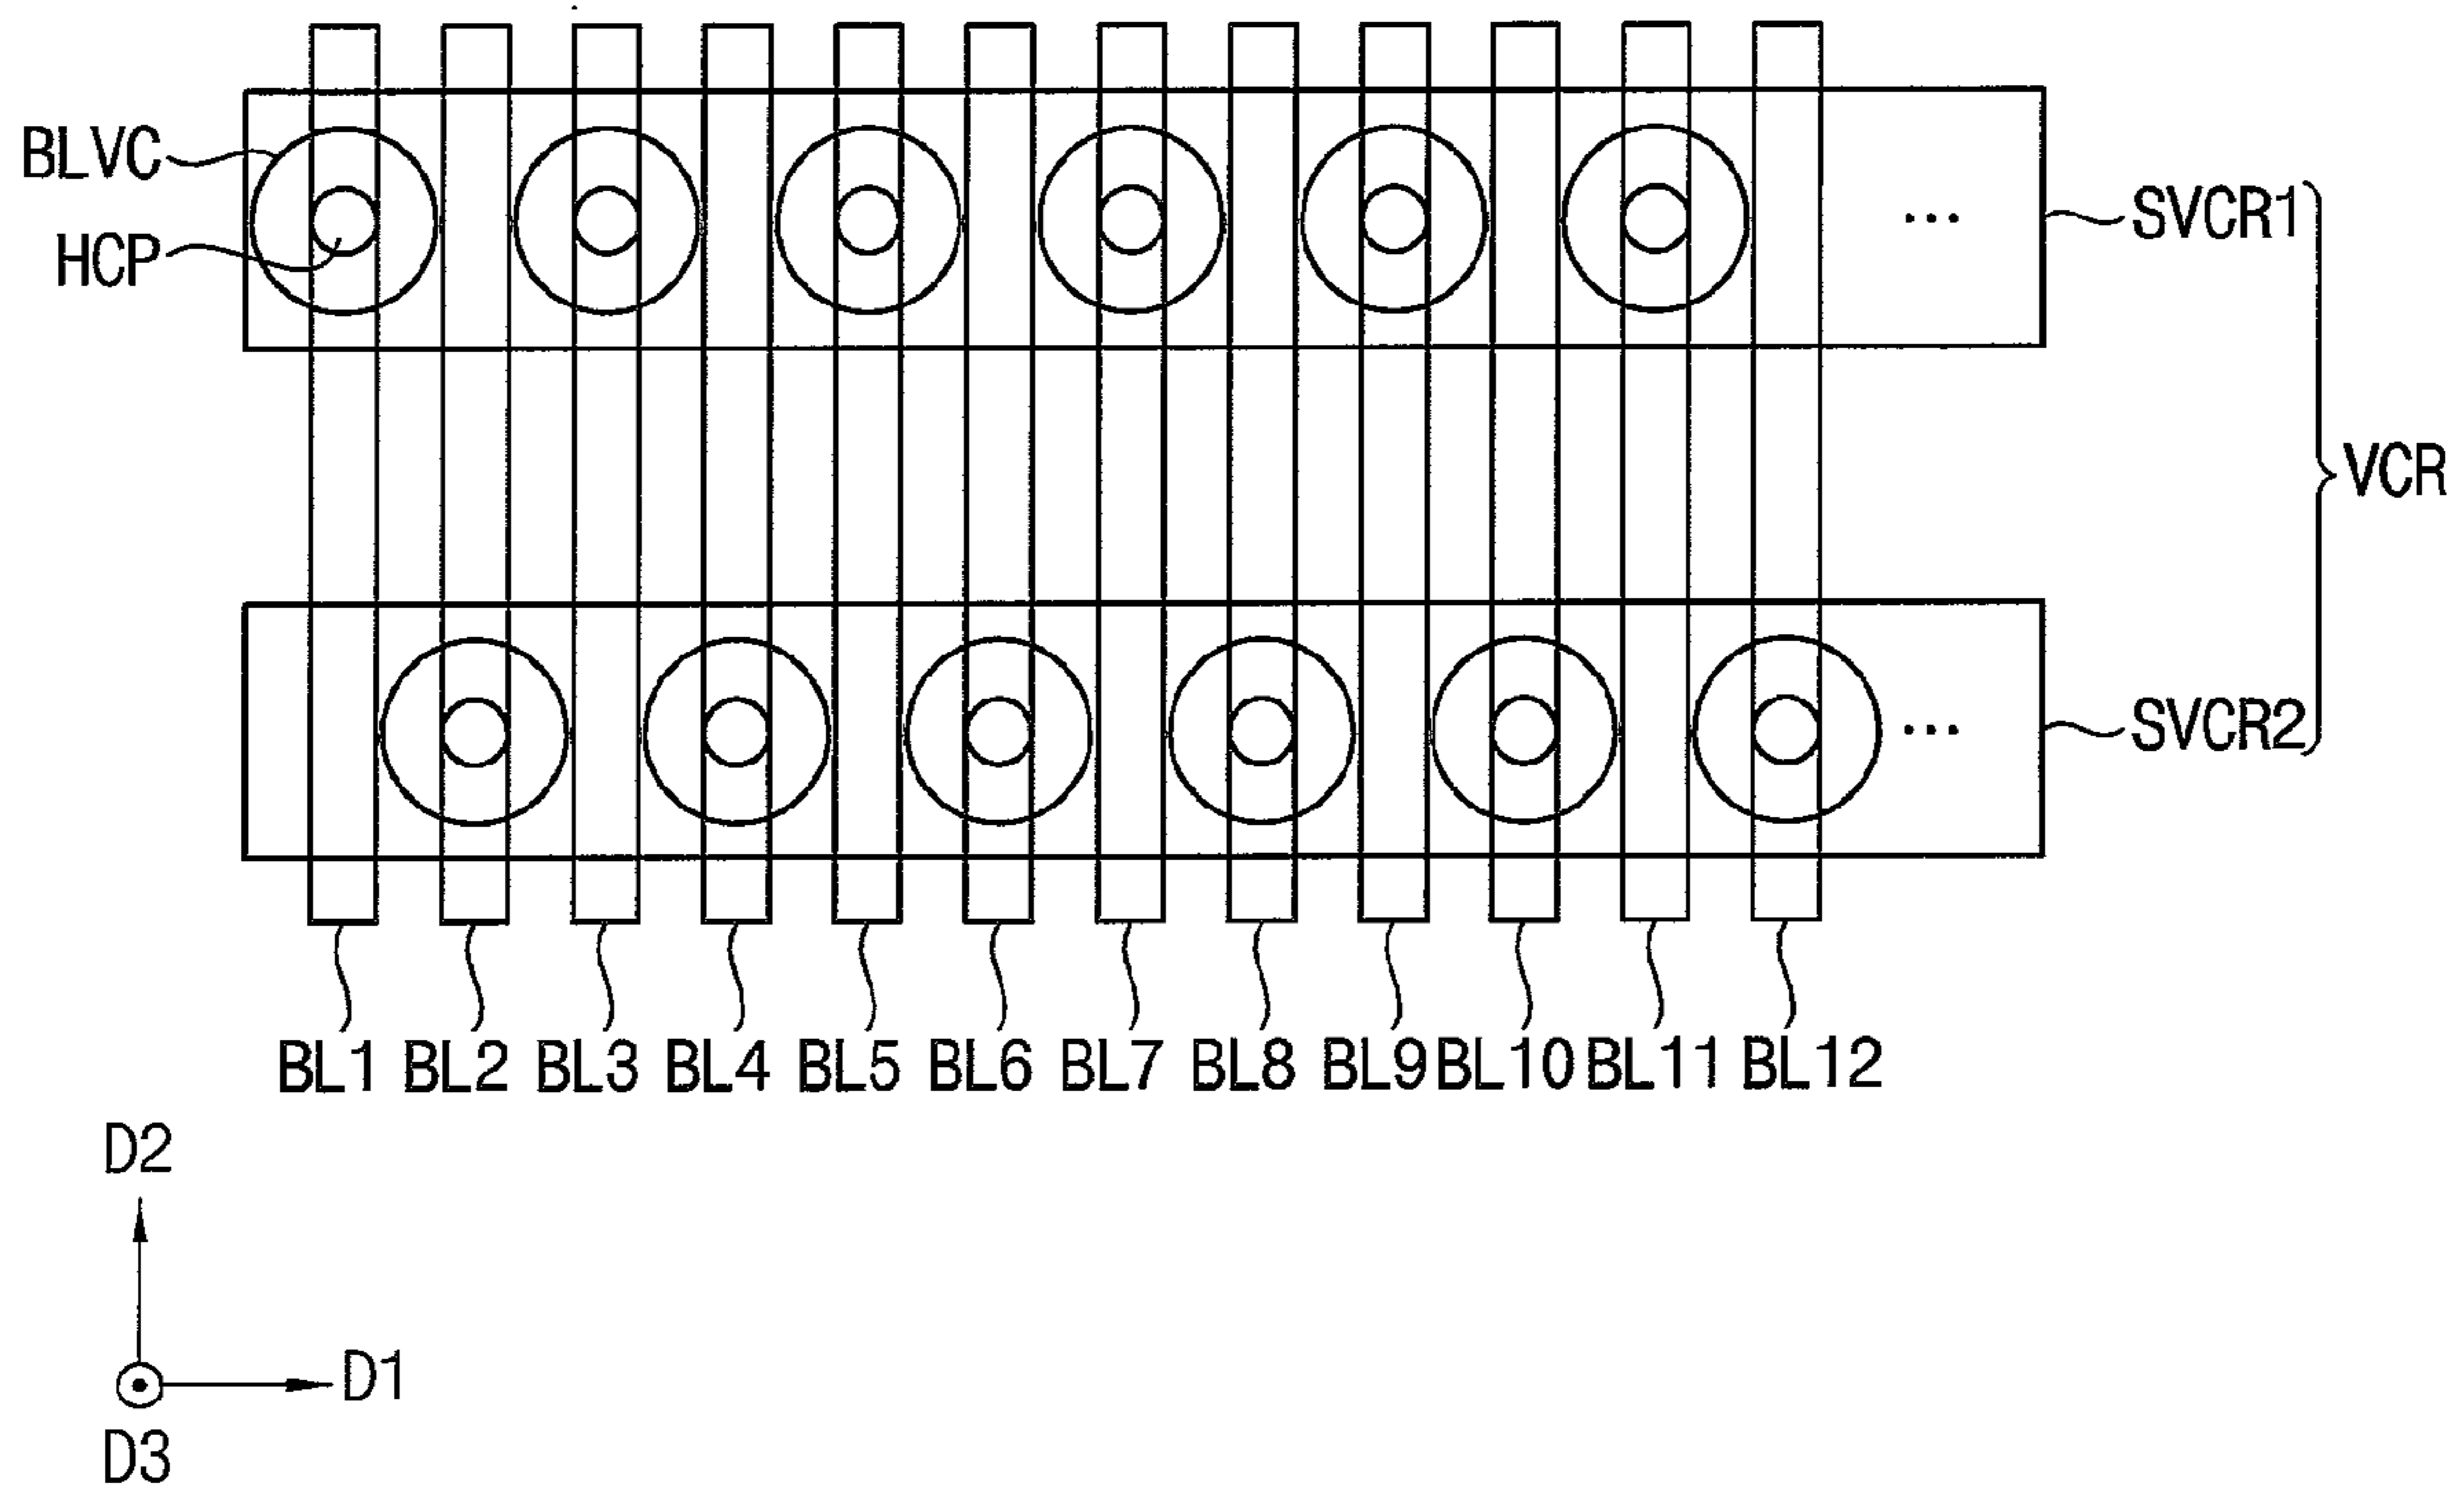 BLVC
HCP
... SVCR1
VCR
... SVCR2
BL1 BL2 BL3 BL4 BL5 BL6 BL7 BL8 BL9 BL10 BL11 BL12
D2
D1
D3